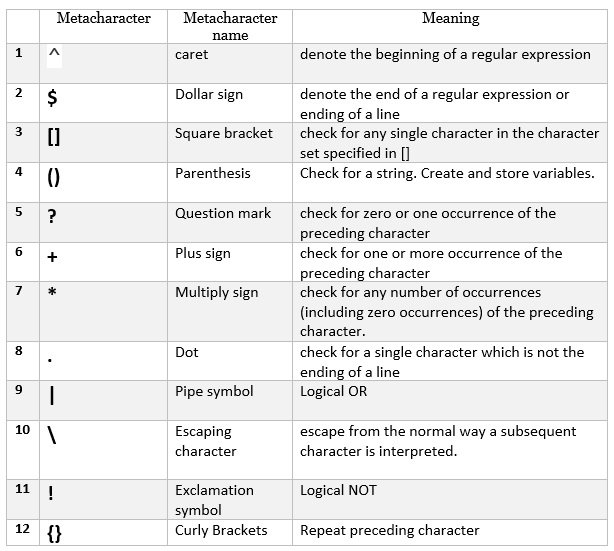 Metacharacter Metacharacter name Meaning
1 ^ caret denote the beginning of a regular expression
2 $ Dollar sign denote the end of a regular expression or
ending of a line
3 [] Square bracket check for any single character in the character
set specified in []
4 () Parenthesis Check for a string. Create and store variables.
5 ? Question mark check for zero or one occurrence of the
preceding character
6 + Plus sign check for one or more occurrence of the
preceding character
7 * Multiply sign check for any number of occurrences
(including zero occurrences) of the preceding
character.
8 . Dot check for a single character which is not the
ending of a line
9 | Pipe symbol Logical OR
10 \ Escaping character escape from the normal way a subsequent
character is interpreted.
11 ! Exclamation symbol Logical NOT
12 {} Curly Brackets Repeat preceding character